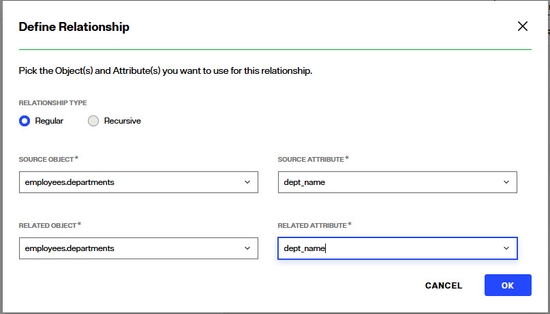 Define Relationship
Pick the Object(s) and Attribute(s) you want to use for this relationship.
RELATIONSHIP TYPE
Regular Recursive
SOURCE OBJECT* SOURCE ATTRIBUTE*
employees.departments dept_name
RELATED OBJECT* RELATED ATTRIBUTE*
employees.departments dept_name
CANCEL OK